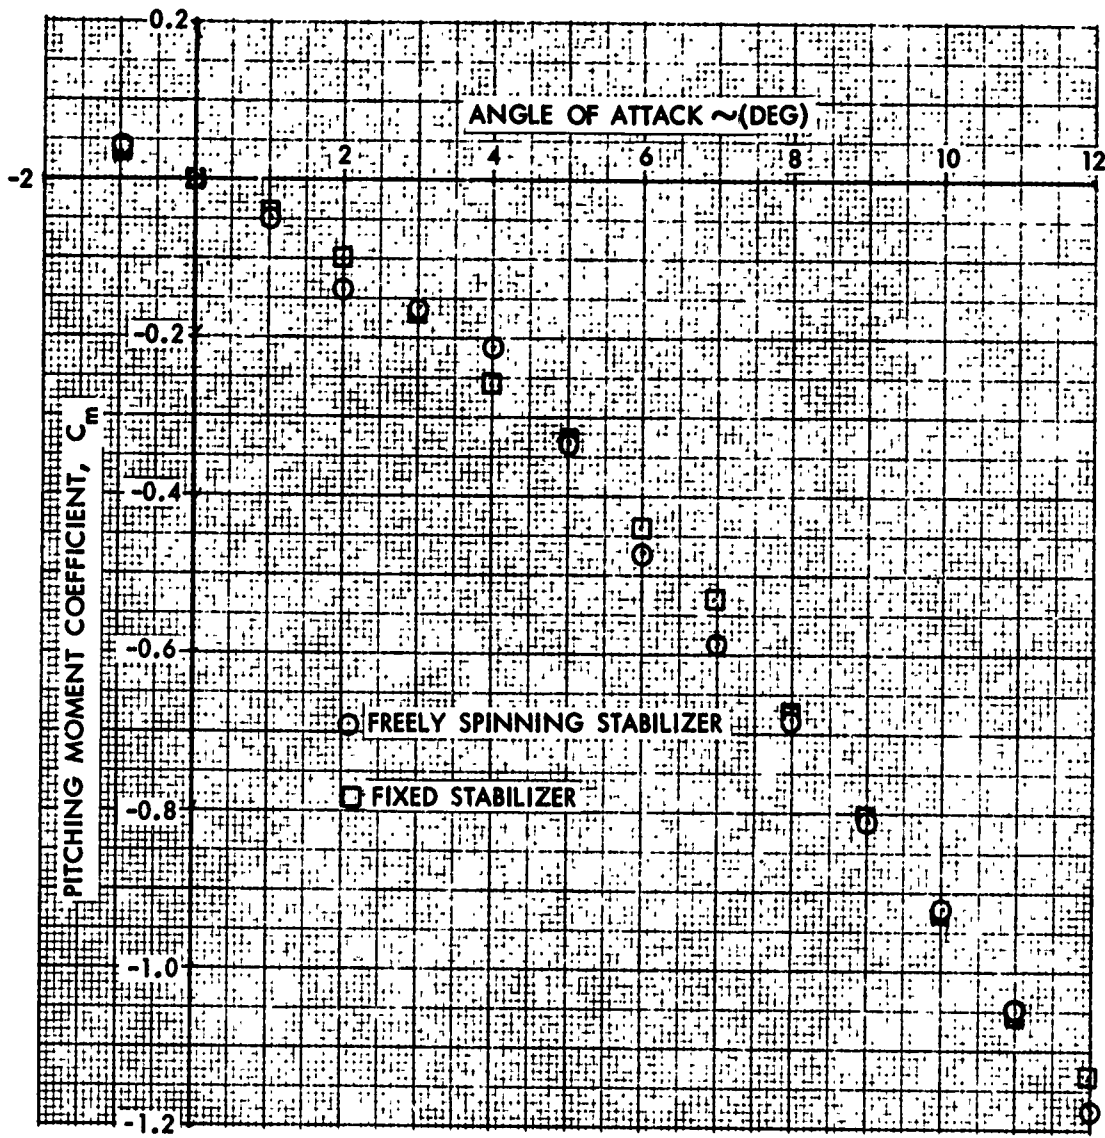 0.2
ANGLE OF ATTACK ~(DEG)
-2 2 4 6 8 10 12
-0.2
PITCHING MOMENT COEFFICIENT, Cm
-0.4
-0.6
FREELY SPINNING STABILIZER
FIXED STABILIZER
-0.8
-1.0
-1.2